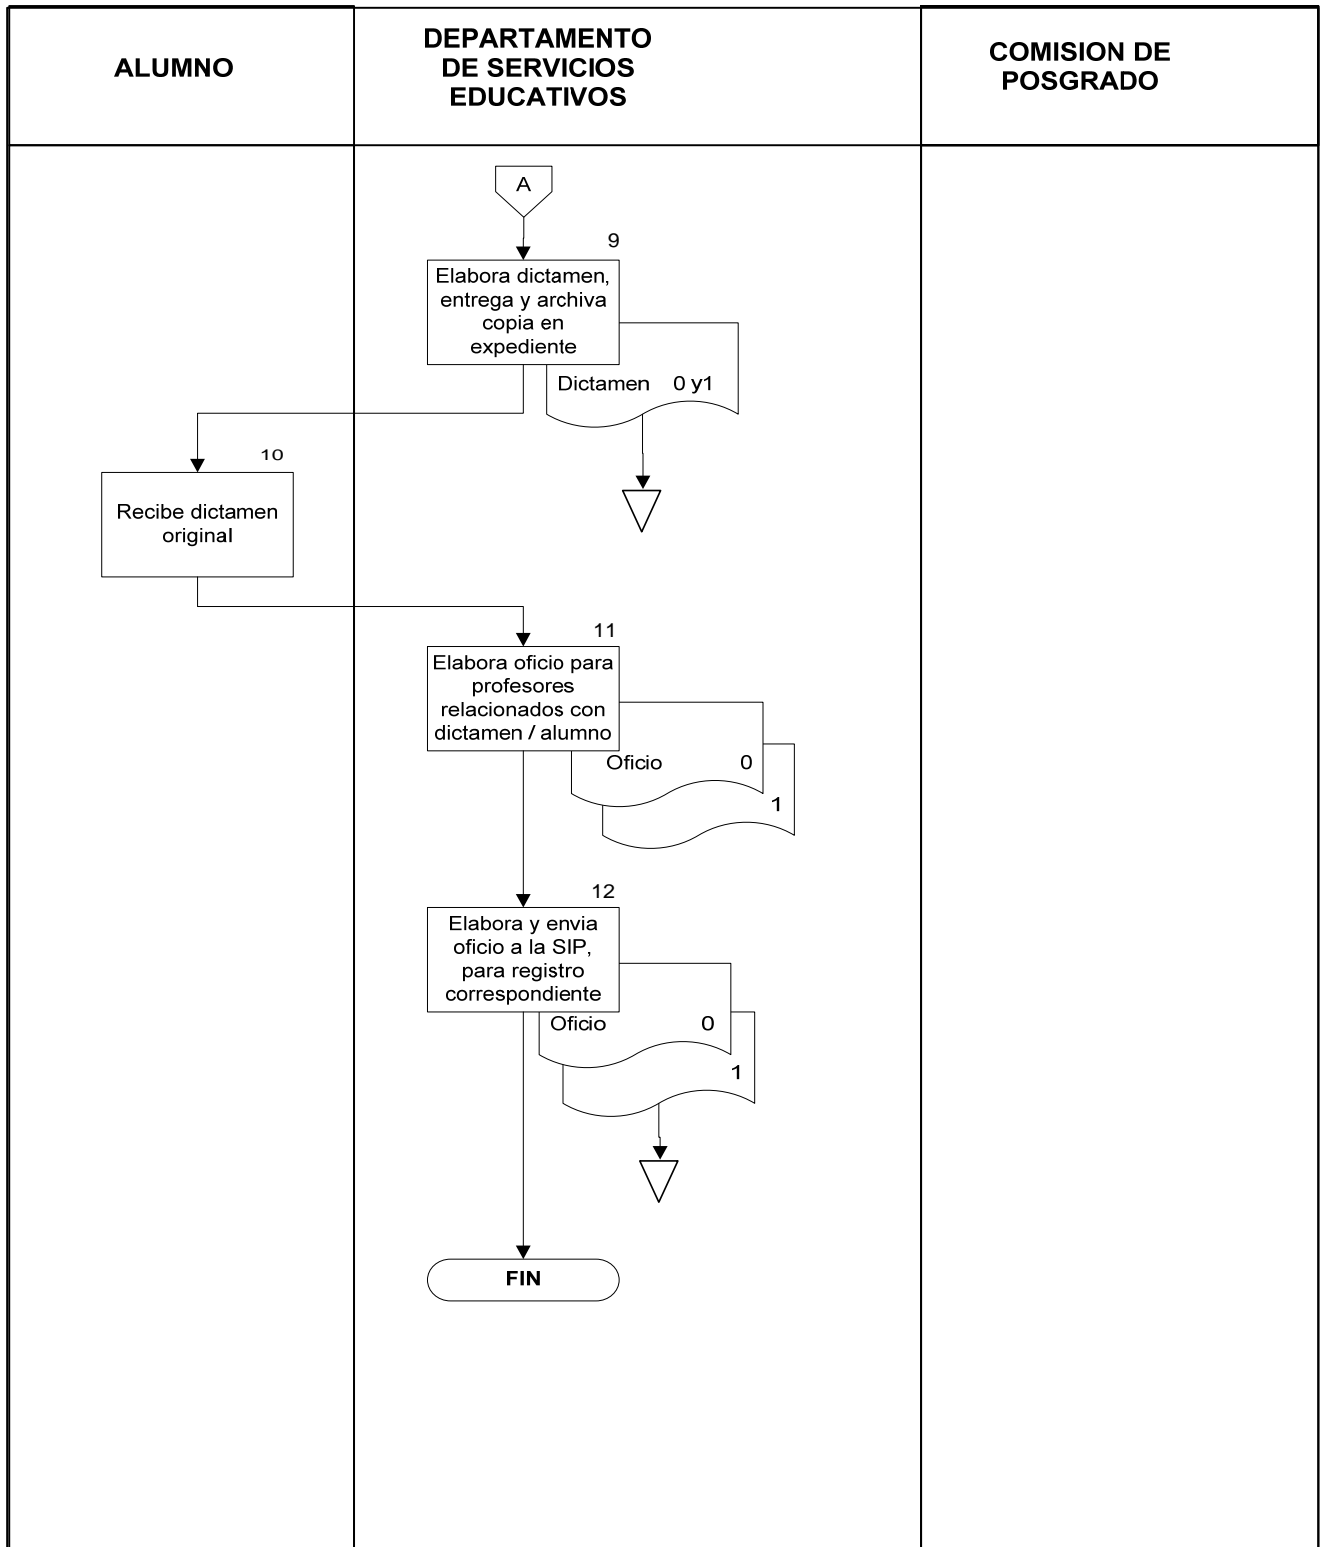 ALUMNO
DEPARTAMENTO
DE SERVICIOS
EDUCATIVOS
COMISION DE
POSGRADO
A
9
Elabora dictamen,
entrega y archiva
copia en
expediente
Dictamen 0 y1
10
Recibe dictamen
original
11
Elabora oficio para
profesores
relacionados con
dictamen / alumno
Oficio 0
1
12
Elabora y envia
oficio a la SIP,
para registro
correspondiente
Oficio 0
1
FIN